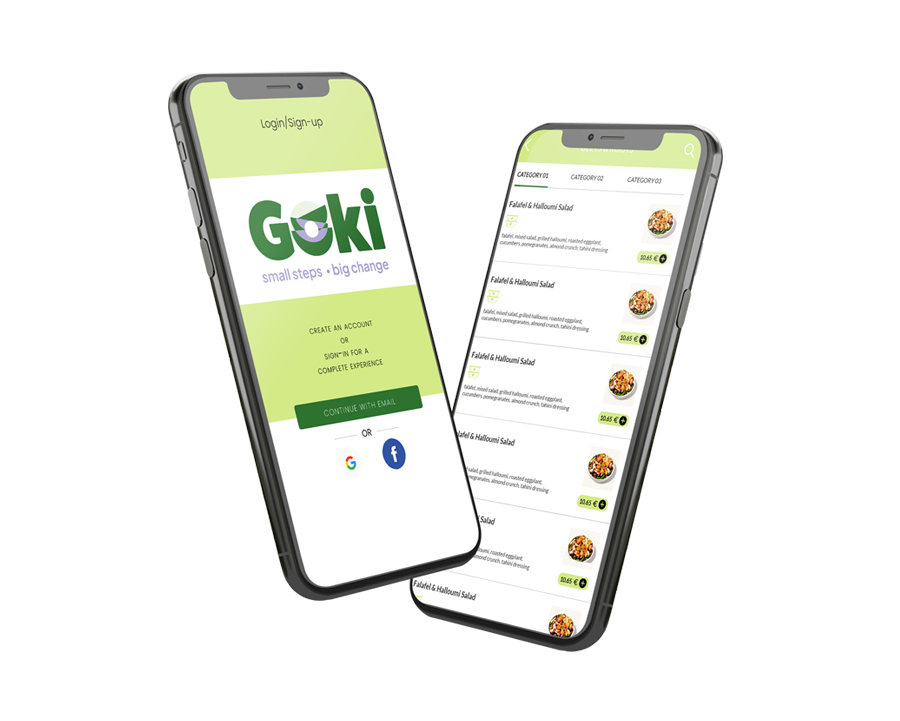 Login/Sign-up
Goki
small steps • big change
CREATE AN ACCOUNT
OR
SIGN-IN FOR A
COMPLETE EXPERIENCE
CONTINUE WITH EMAIL
OR
G
f
CATEGORY 01 CATEGORY 02 CATEGORY 03
Falafel & Halloumi Salad
falafel, mixed salad, grilled halloumi, roasted eggplant,
cucumbers, pomegranates, almond crunch, tahini dressing
10.65 €
Falafel & Halloumi Salad
falafel, mixed salad, grilled halloumi, roasted eggplant,
cucumbers, pomegranates, almond crunch, tahini dressing
10.65 €
Falafel & Halloumi Salad
falafel, mixed salad, grilled halloumi, roasted eggplant,
cucumbers, pomegranates, almond crunch, tahini dressing
10.65 €
Halloumi Salad
salad, grilled halloumi, roasted eggplant,
pomegranates, almond crunch, tahini dressing
10.65 €
Salad
halloumi, roasted eggplant,
almond crunch, tahini dressing
10.65 €
Falafel & Halloumi Salad